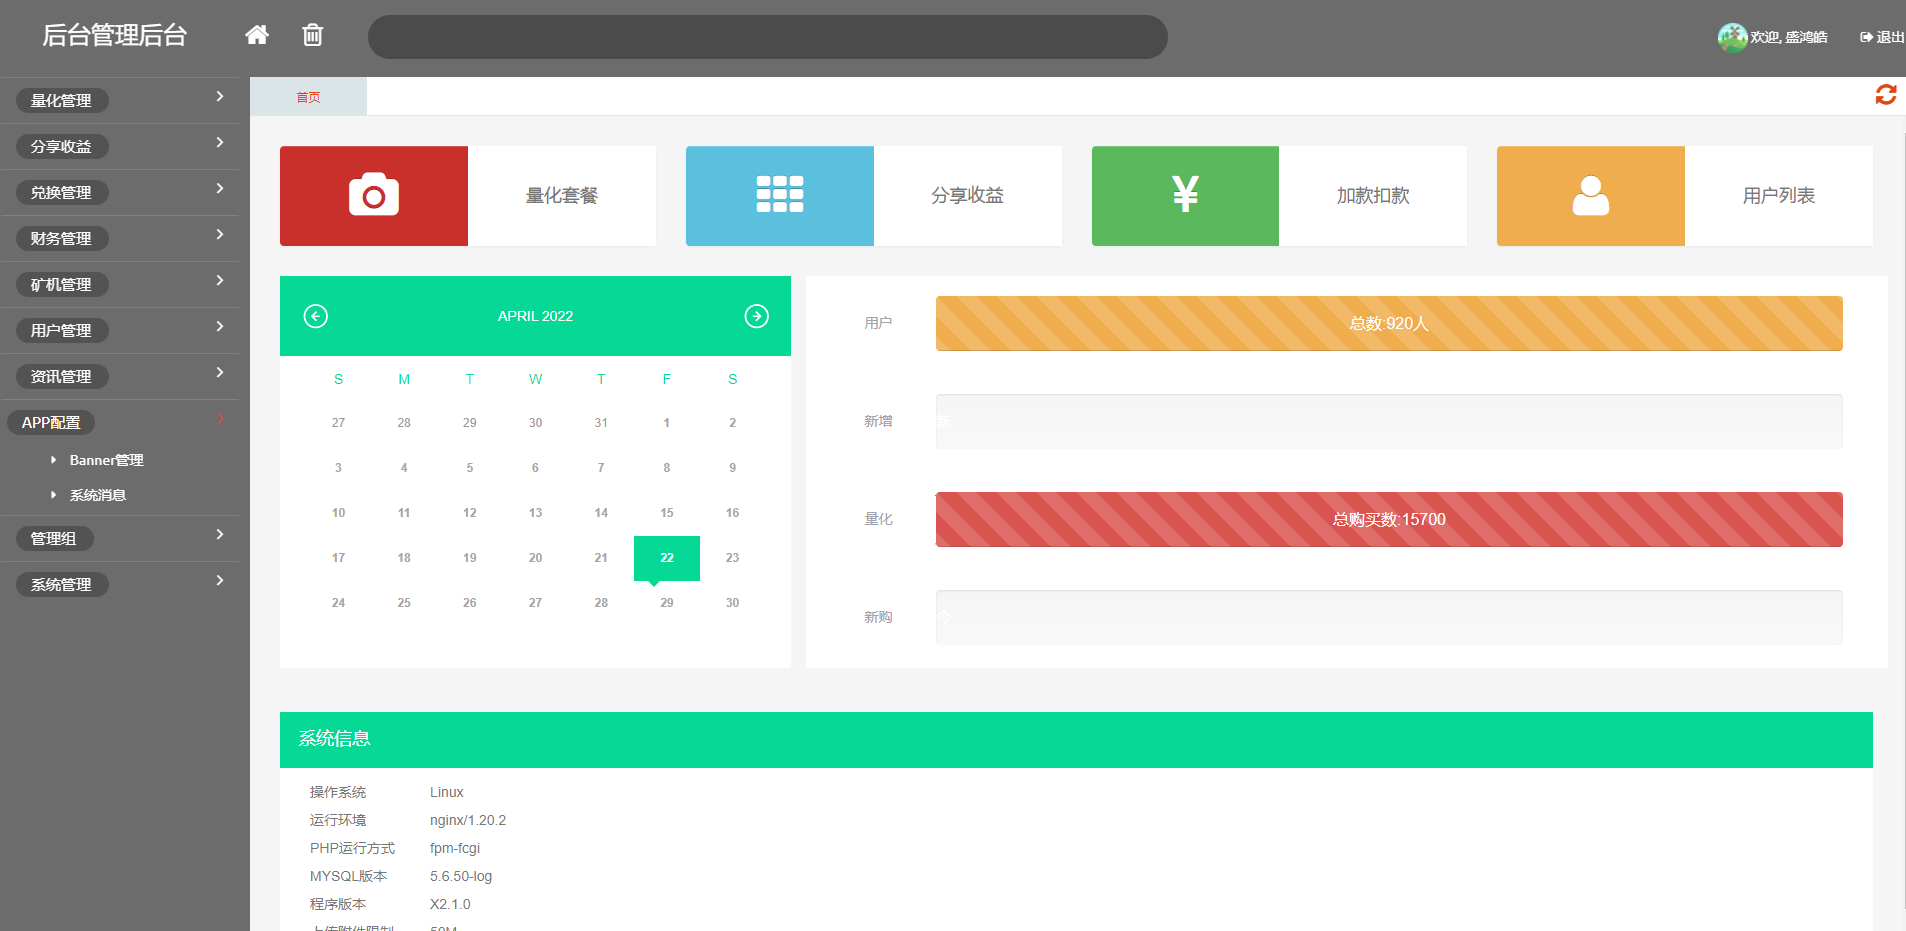 后台管理后台
欢迎, 盛鸿皓
退出
量化管理
分享收益
兑换管理
财务管理
矿机管理
用户管理
资讯管理
APP配置
Banner管理
系统消息
管理组
系统管理
首页
量化套餐
分享收益
¥
加款扣款
用户列表
APRIL 2022
S M T W T F S
27 28 29 30 31 1 2
3 4 5 6 7 8 9
10 11 12 13 14 15 16
17 18 19 20 21 22 23
24 25 26 27 28 29 30
用户
总数:920人
新增
新
量化
总购买数:15700
新购
今
系统信息
操作系统 Linux
运行环境 nginx/1.20.2
PHP运行方式 fpm-fcgi
MYSQL版本 5.6.50-log
程序版本 X2.1.0
上传附件限制 50M